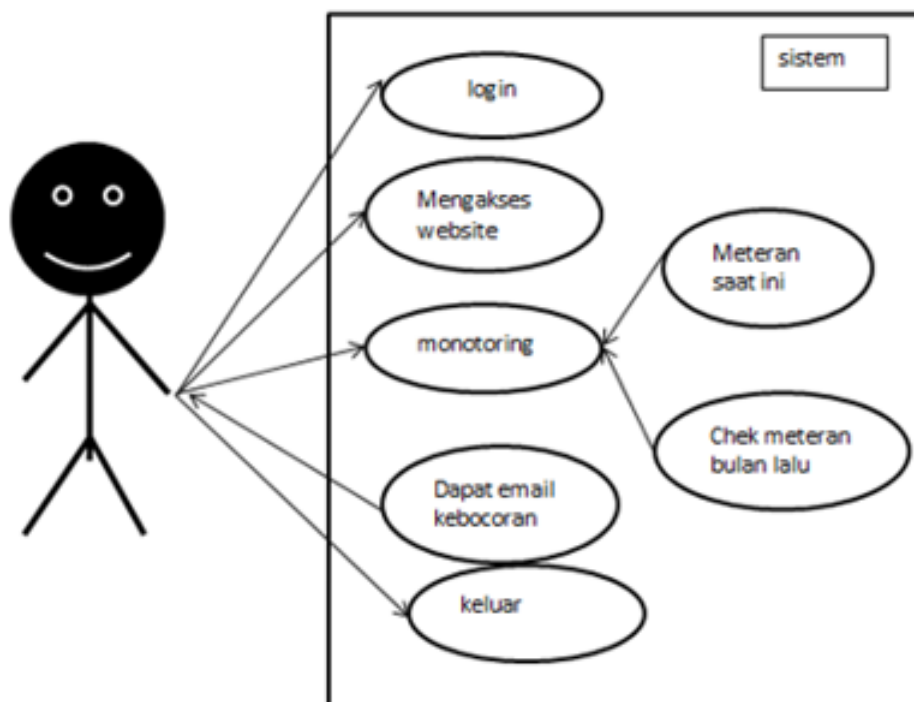 sistem
login
Mengakses
website
Meteran
saat ini
monotoring
Chek meteran
bulan lalu
Dapat email
kebocoran
keluar